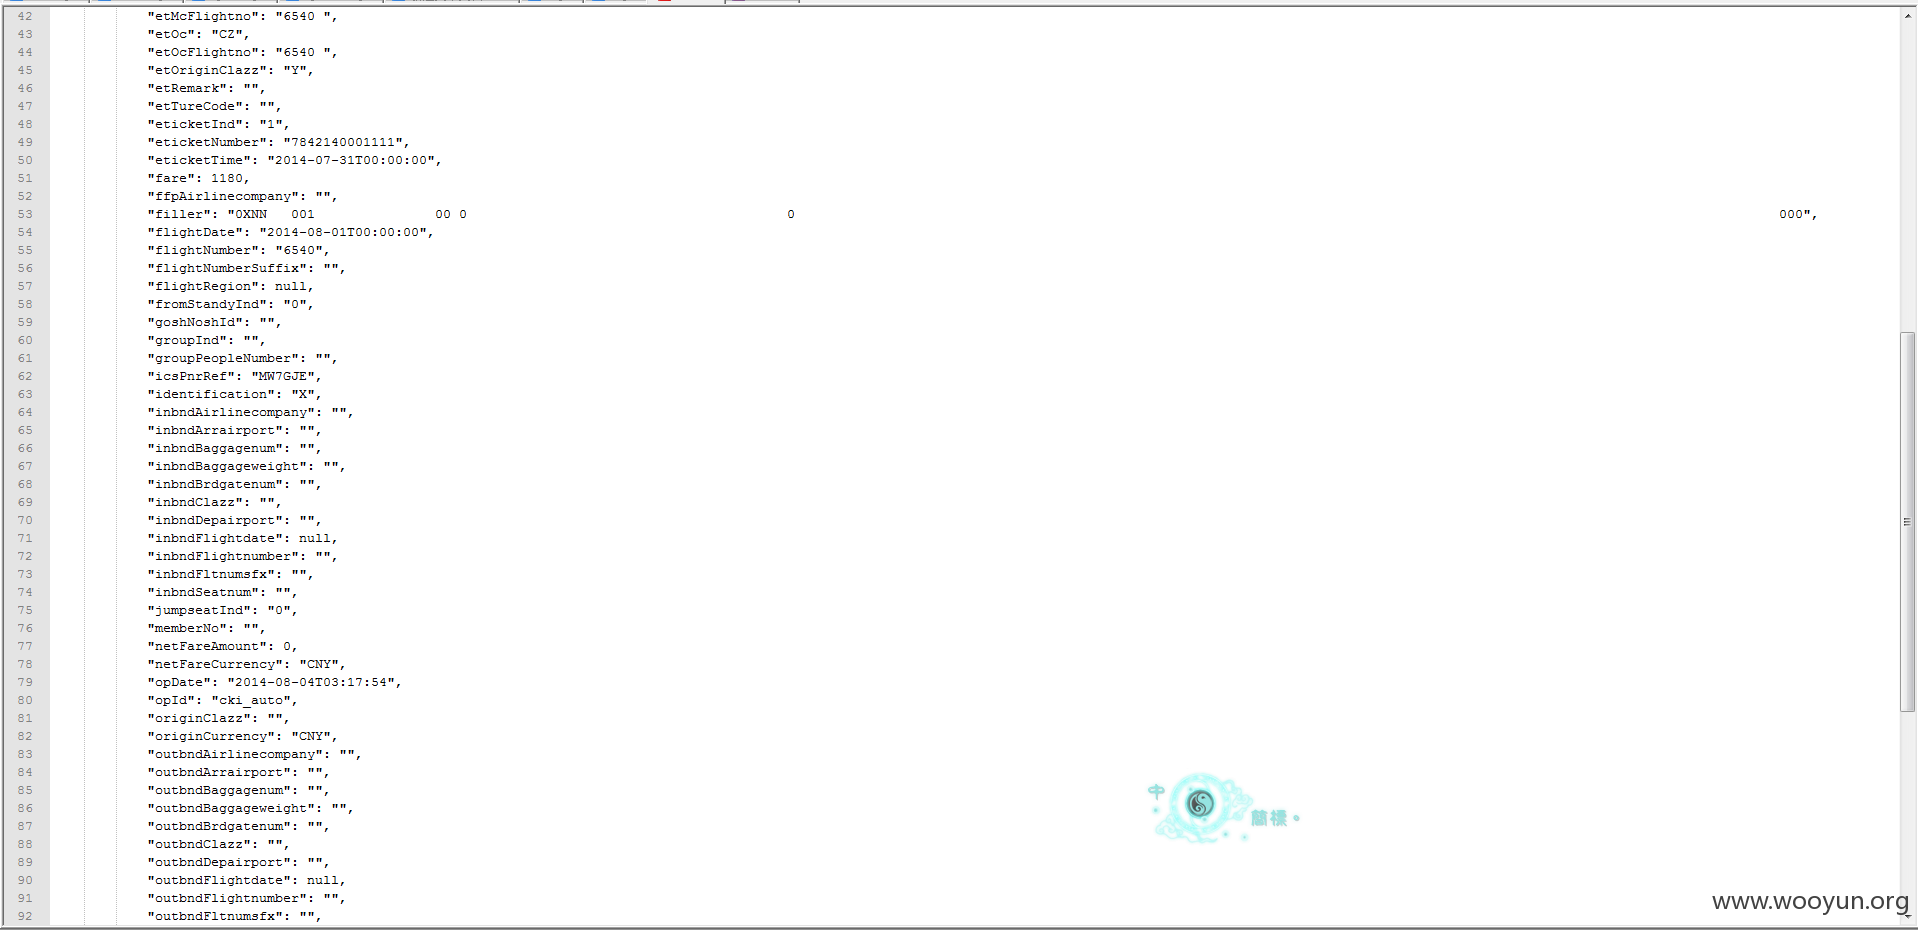 42 "etMcFlightno": "6540 ",
43 "etOc": "CZ",
44 "etOcFlightno": "6540 ",
45 "etOriginClazz": "Y",
46 "etRemark": "",
47 "etTureCode": "",
48 "eticketInd": "1",
49 "eticketNumber": "7842140001111",
50 "eticketTime": "2014-07-31T00:00:00",
51 "fare": 1180,
52 "ffpAirlinecompany": "",
53 "filler": "0XNN   001               00 0                                        0                                                                                                                           000",
54 "flightDate": "2014-08-01T00:00:00",
55 "flightNumber": "6540",
56 "flightNumberSuffix": "",
57 "flightRegion": null,
58 "fromStandyInd": "0",
59 "goshNoshId": "",
60 "groupInd": "",
61 "groupPeopleNumber": "",
62 "icsPnrRef": "MW7GJE",
63 "identification": "X",
64 "inbndAirlinecompany": "",
65 "inbndArrairport": "",
66 "inbndBaggagenum": "",
67 "inbndBaggageweight": "",
68 "inbndBrdgatenum": "",
69 "inbndClazz": "",
70 "inbndDepairport": "",
71 "inbndFlightdate": null,
72 "inbndFlightnumber": "",
73 "inbndFltnumsfx": "",
74 "inbndSeatnum": "",
75 "jumpseatInd": "0",
76 "memberNo": "",
77 "netFareAmount": 0,
78 "netFareCurrency": "CNY",
79 "opDate": "2014-08-04T03:17:54",
80 "opId": "cki_auto",
81 "originClazz": "",
82 "originCurrency": "CNY",
83 "outbndAirlinecompany": "",
84 "outbndArrairport": "",
85 "outbndBaggagenum": "",
86 "outbndBaggageweight": "",
87 "outbndBrdgatenum": "",
88 "outbndClazz": "",
89 "outbndDepairport": "",
90 "outbndFlightdate": null,
91 "outbndFlightnumber": "",
92 "outbndFltnumsfx": "",
中
簡標。
www.wooyun.org